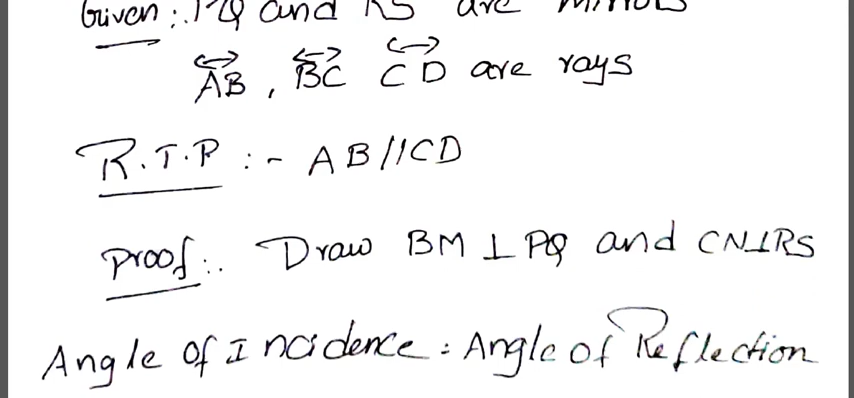 Given :. PQ and RS are mirrors
AB, BC CD are rays
R.T.P :- AB//CD
Proof:. Draw BM ⊥ PQ and CN⊥RS
Angle of Incidence = Angle of Reflection